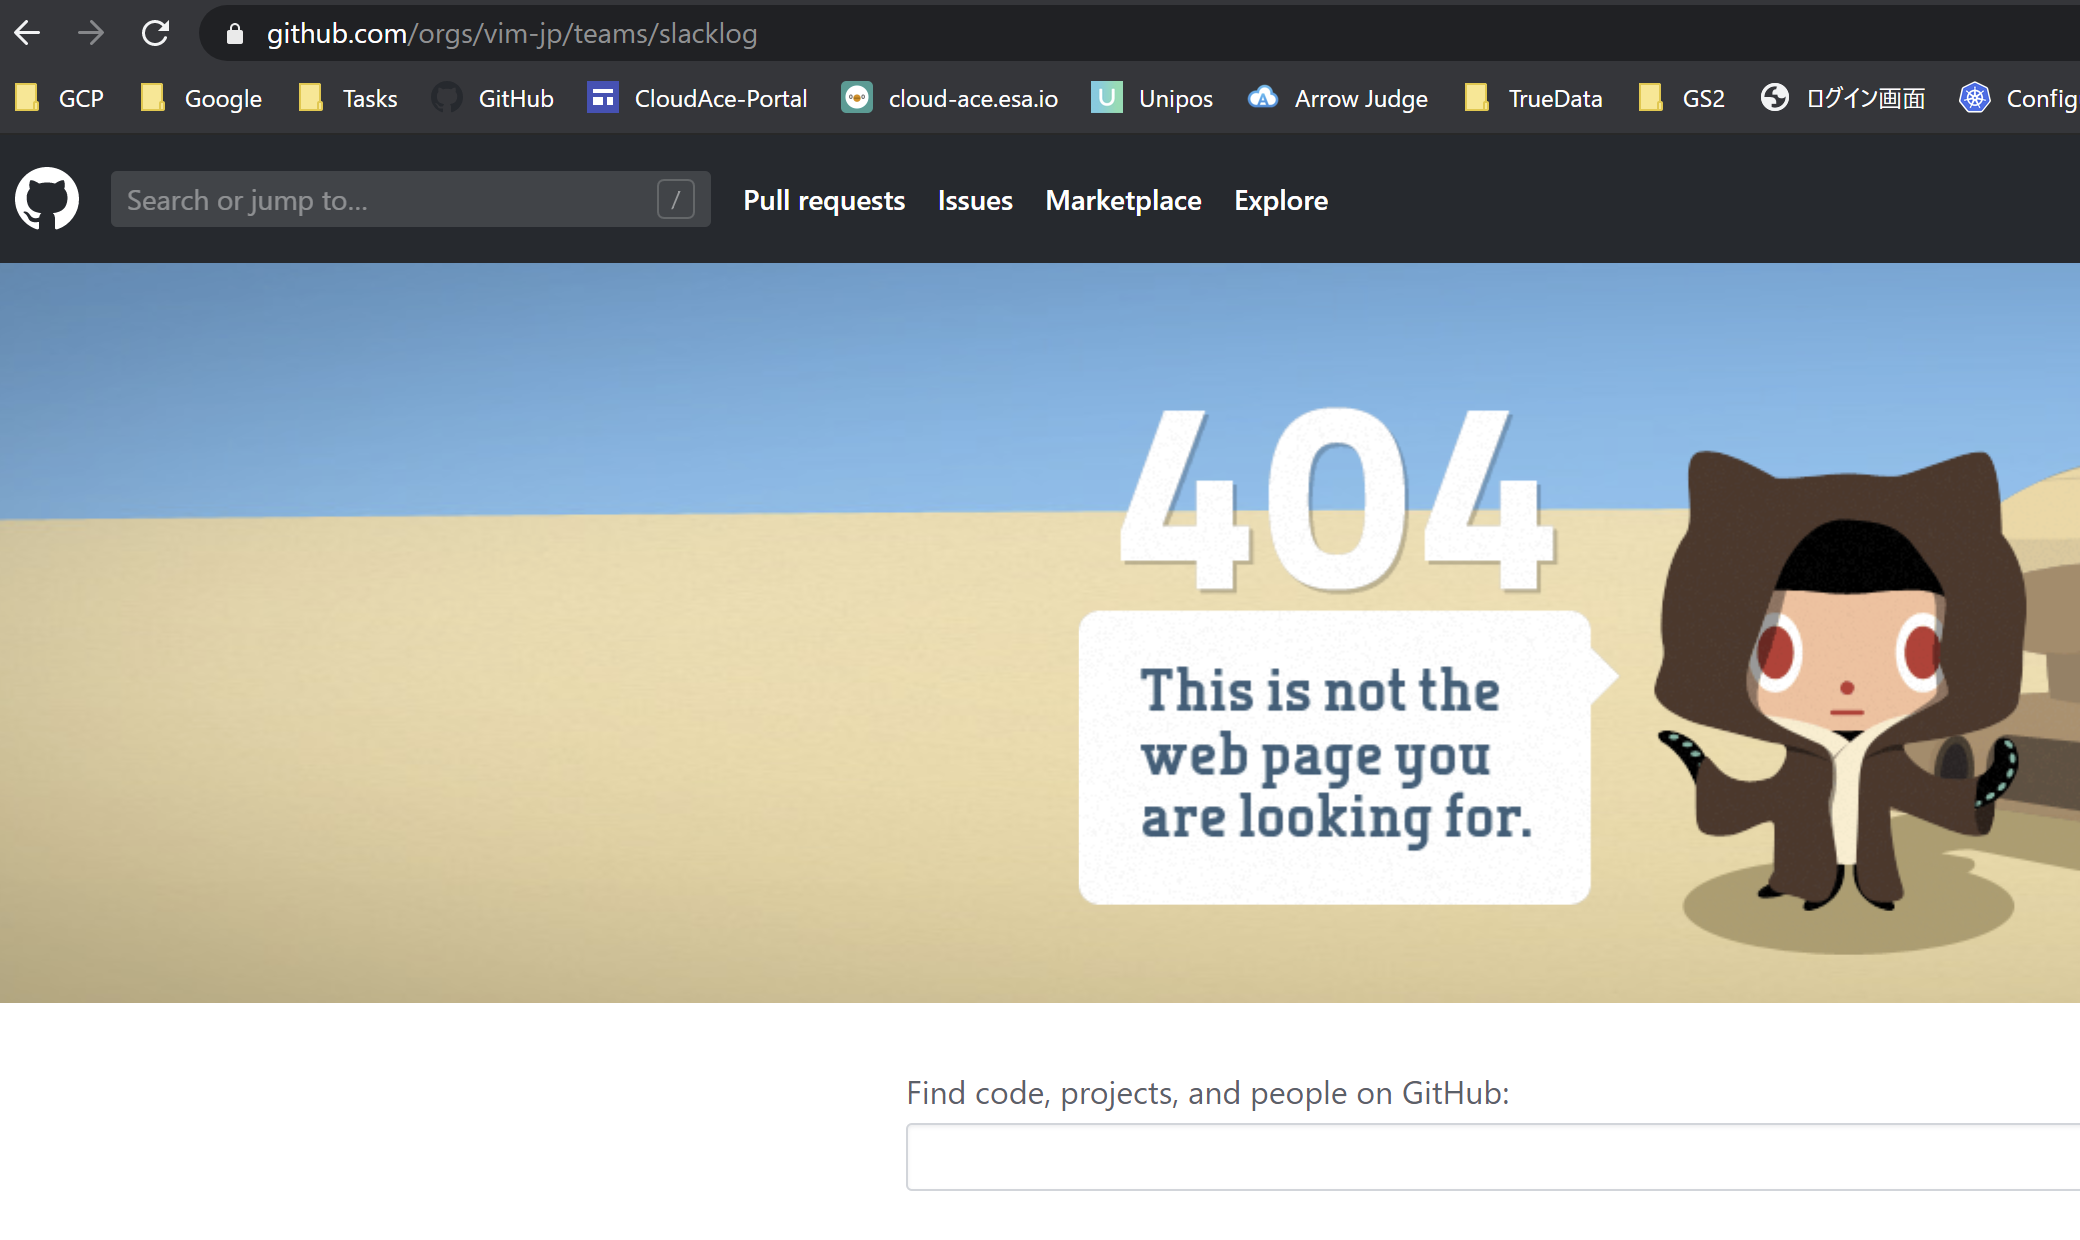 github.com/orgs/vim-jp/teams/slacklog
GCP Google Tasks GitHub CloudAce-Portal cloud-ace.esa.io U Unipos A Arrow Judge TrueData GS2 ログイン画面 Config
Search or jump to... / Pull requests Issues Marketplace Explore
404
This is not the
web page you
are looking for.
Find code, projects, and people on GitHub: